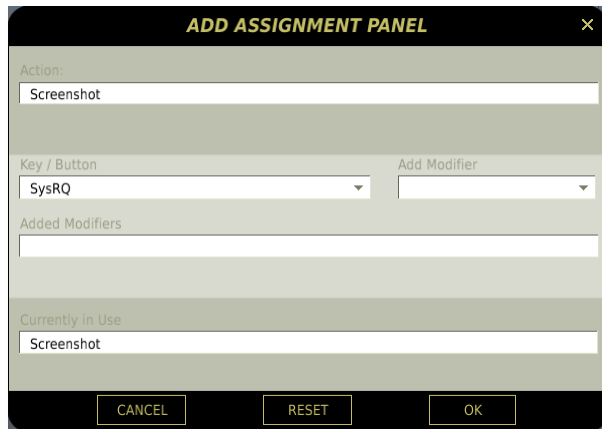 ADD ASSIGNMENT PANEL
Action:
Screenshot
Key / Button Add Modifier
SysRQ
Added Modifiers
Currently in Use
Screenshot
CANCEL RESET OK